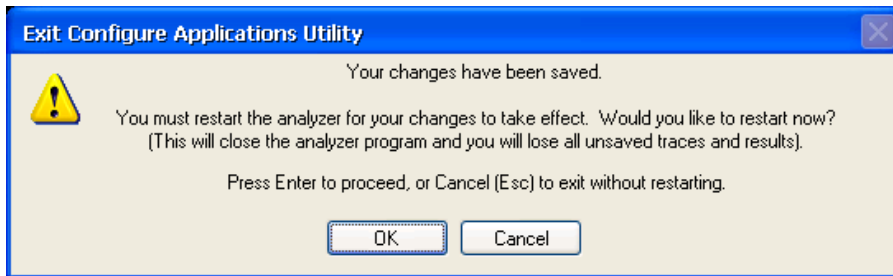 Exit Configure Applications Utility
Your changes have been saved.
You must restart the analyzer for your changes to take effect. Would you like to restart now?
(This will close the analyzer program and you will lose all unsaved traces and results).
Press Enter to proceed, or Cancel (Esc) to exit without restarting.
OK Cancel